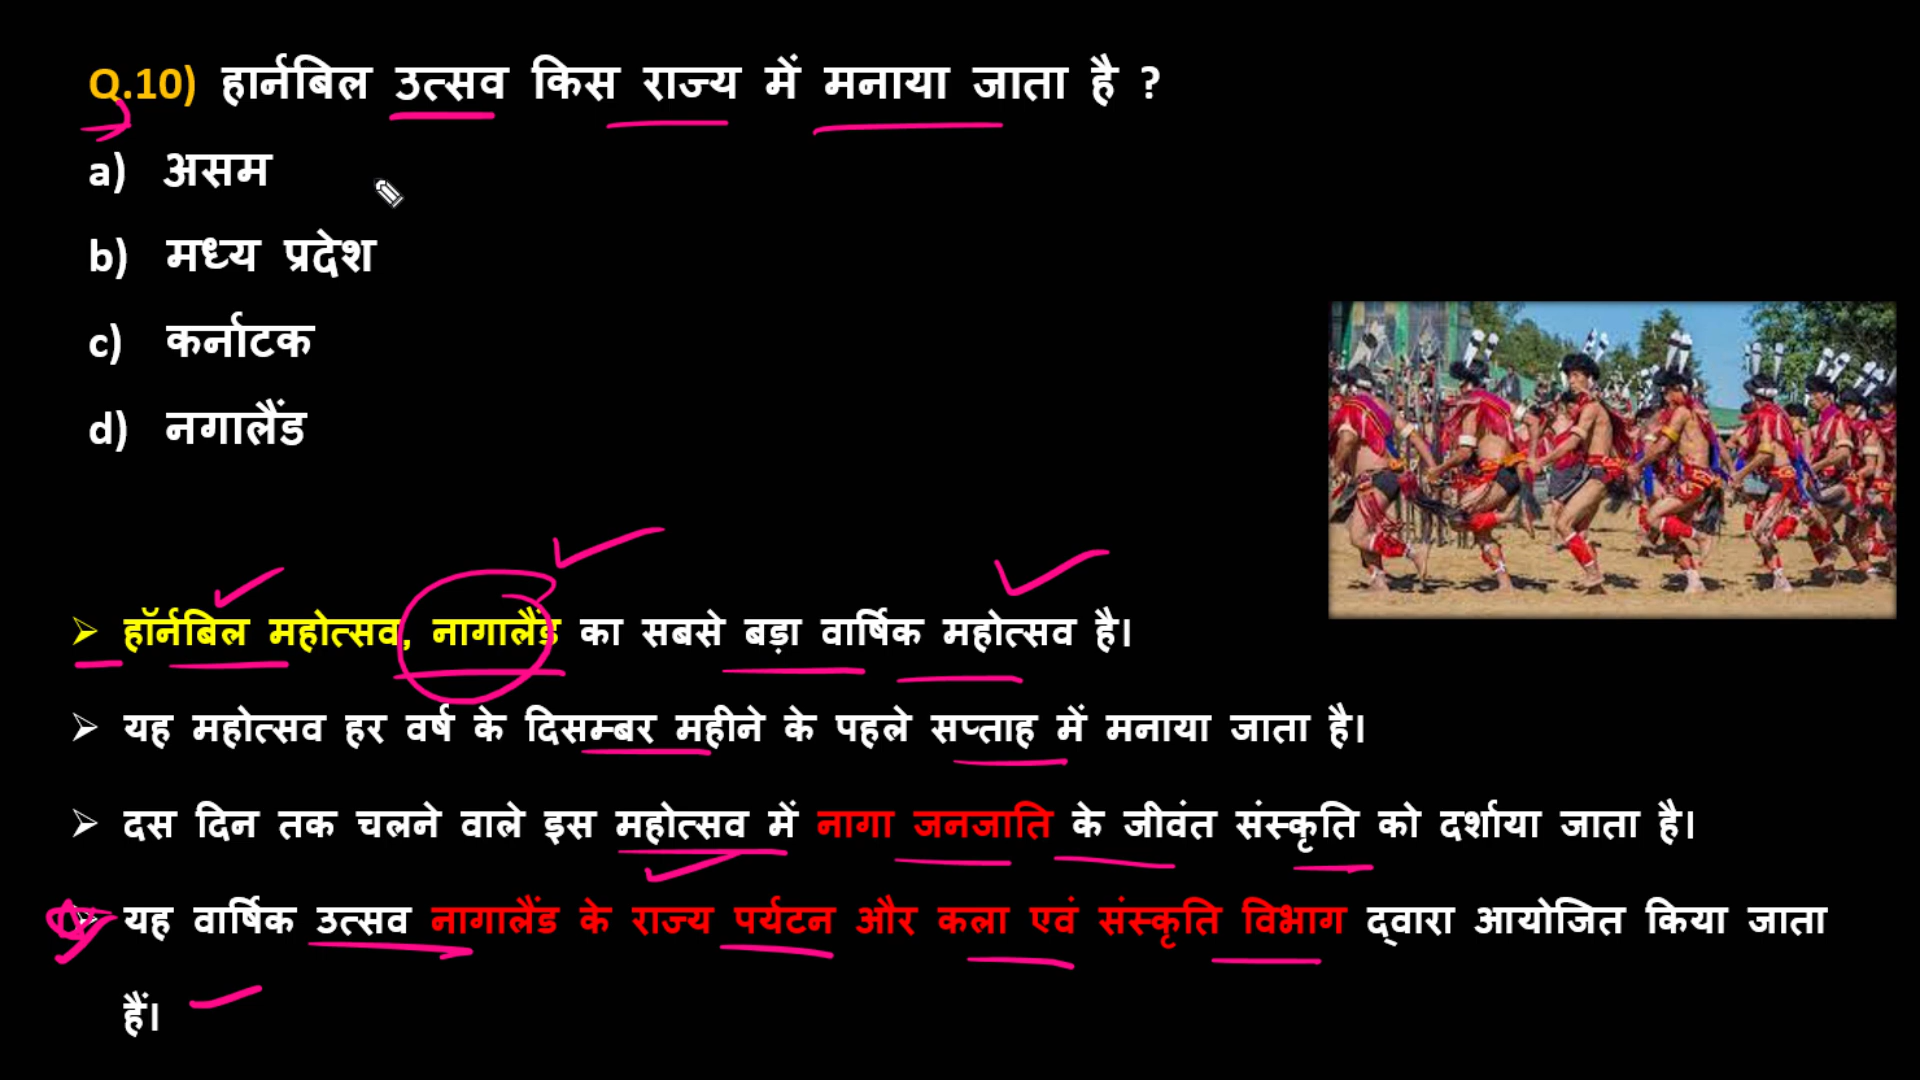 Q.10) हार्नबिल उत्सव किस राज्य में मनाया जाता है ?
a) असम
b) मध्य प्रदेश
c) कर्नाटक
d) नगालैंड
➢ हॉर्नबिल महोत्सव, नागालैंड का सबसे बड़ा वार्षिक महोत्सव है।
➢ यह महोत्सव हर वर्ष के दिसम्बर महीने के पहले सप्ताह में मनाया जाता है।
➢ दस दिन तक चलने वाले इस महोत्सव में नागा जनजाति के जीवंत संस्कृति को दर्शाया जाता है।
➢ यह वार्षिक उत्सव नागालैंड के राज्य पर्यटन और कला एवं संस्कृति विभाग द्वारा आयोजित किया जाता
हैं।